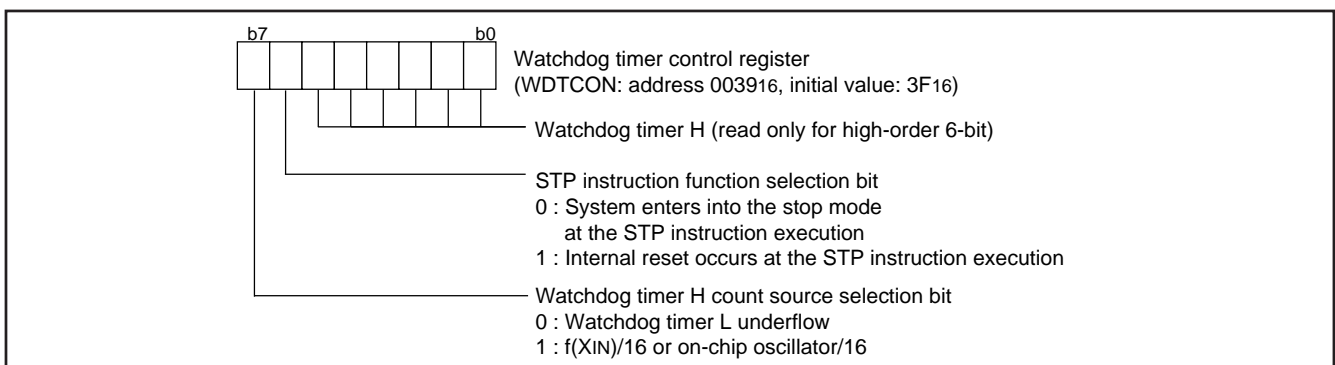 b7 b0
Watchdog timer control register
(WDTCON: address 003916, initial value: 3F16)
Watchdog timer H (read only for high-order 6-bit)
STP instruction function selection bit
0 : System enters into the stop mode
at the STP instruction execution
1 : Internal reset occurs at the STP instruction execution
Watchdog timer H count source selection bit
0 : Watchdog timer L underflow
1 : f(XIN)/16 or on-chip oscillator/16